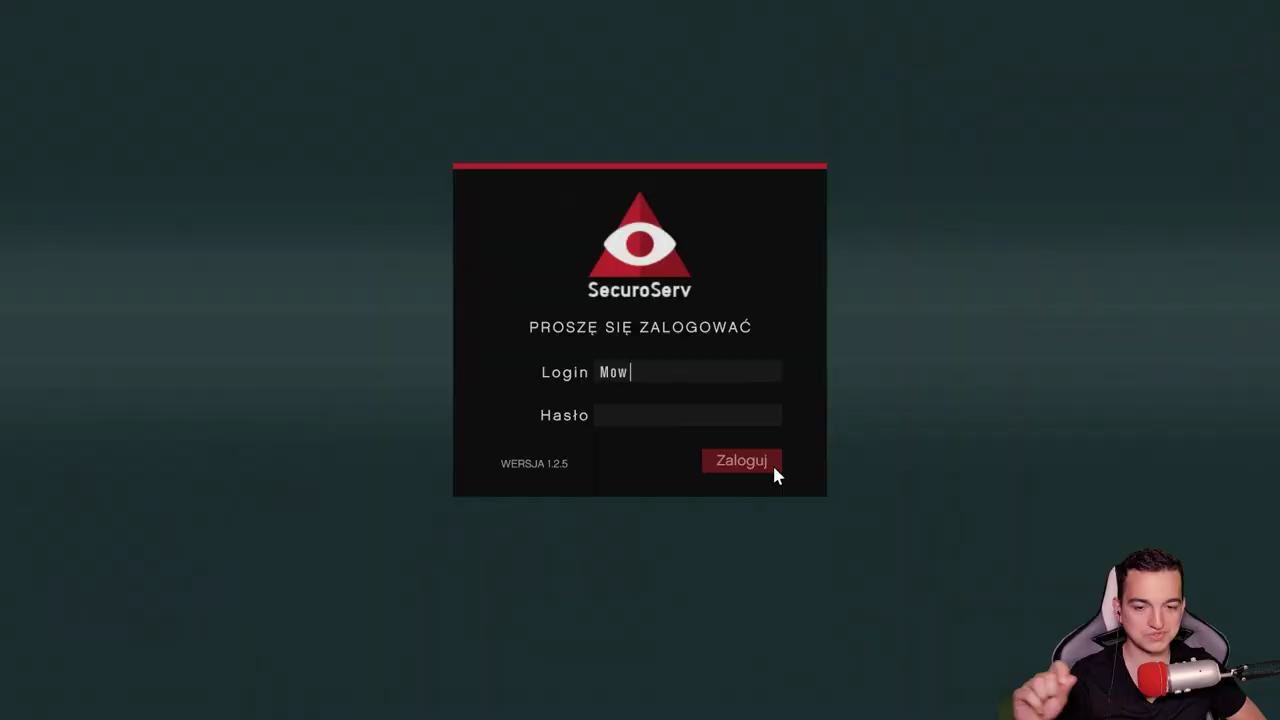 SecuroServ
PROSZĘ SIĘ ZALOGOWAĆ
Login Mow
Hasło
WERSJA 1.2.5 Zaloguj